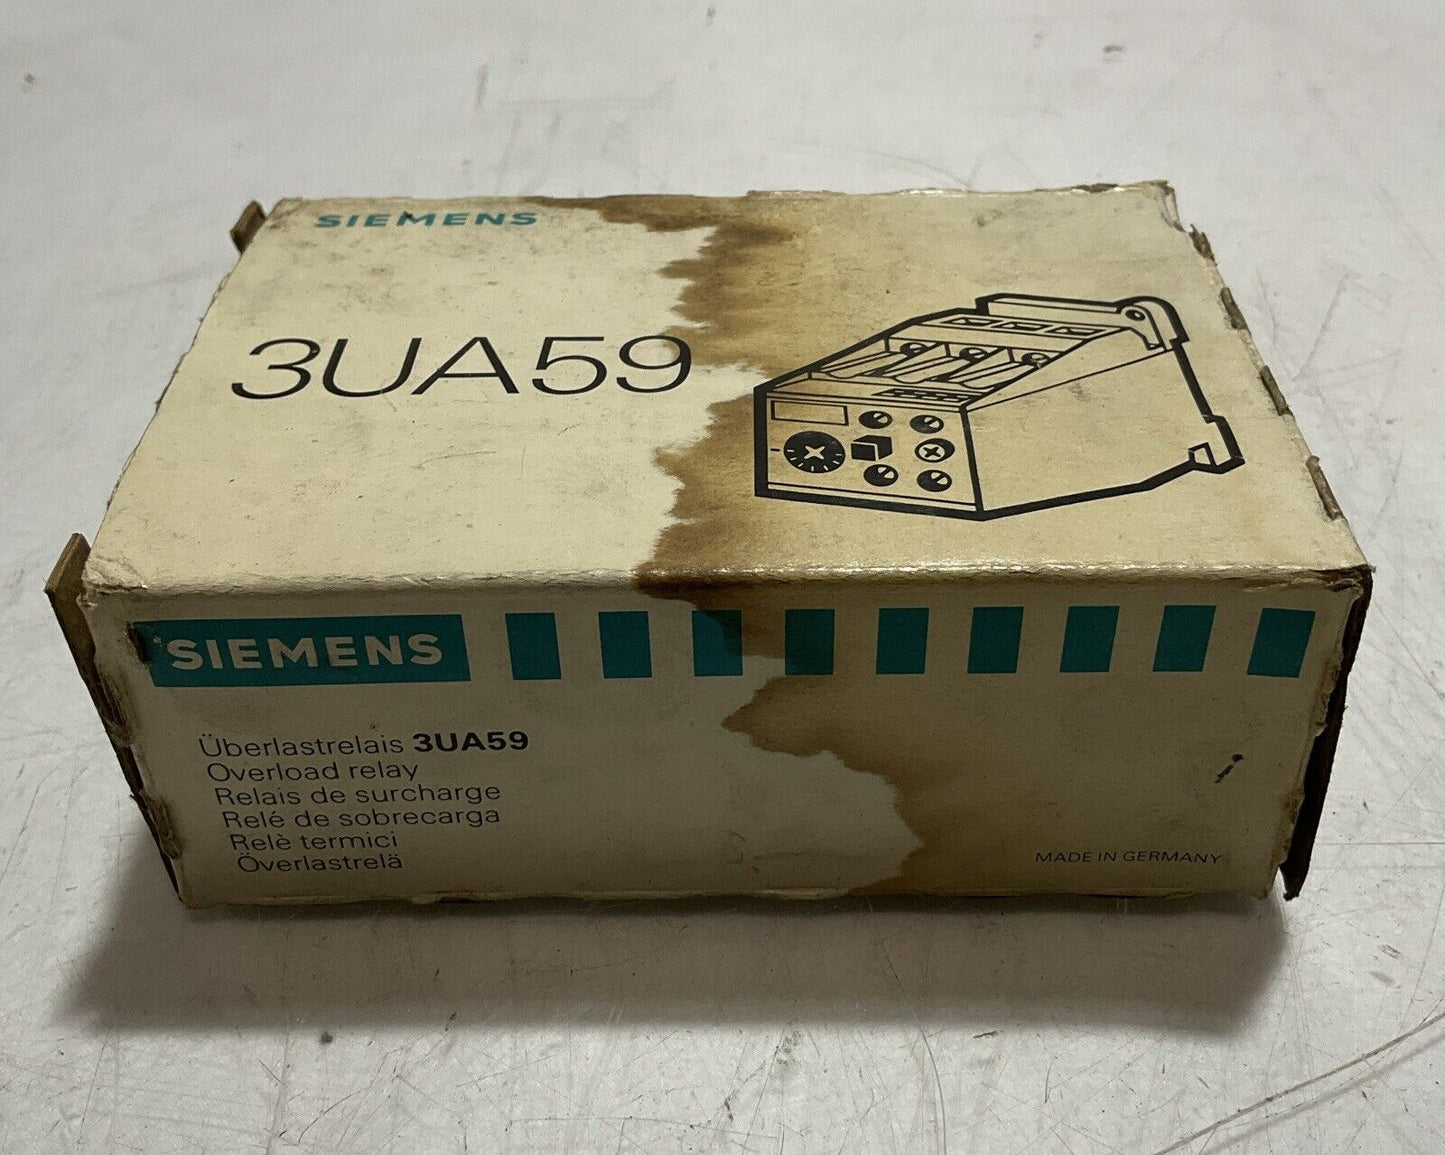 SIEMENS
3UA59
SIEMENS
Überlastrelais 3UA59
Overload relay
Relais de surcharge
Relé de sobrecarga
Relè termici
Överlastrelä
MADE IN GERMANY